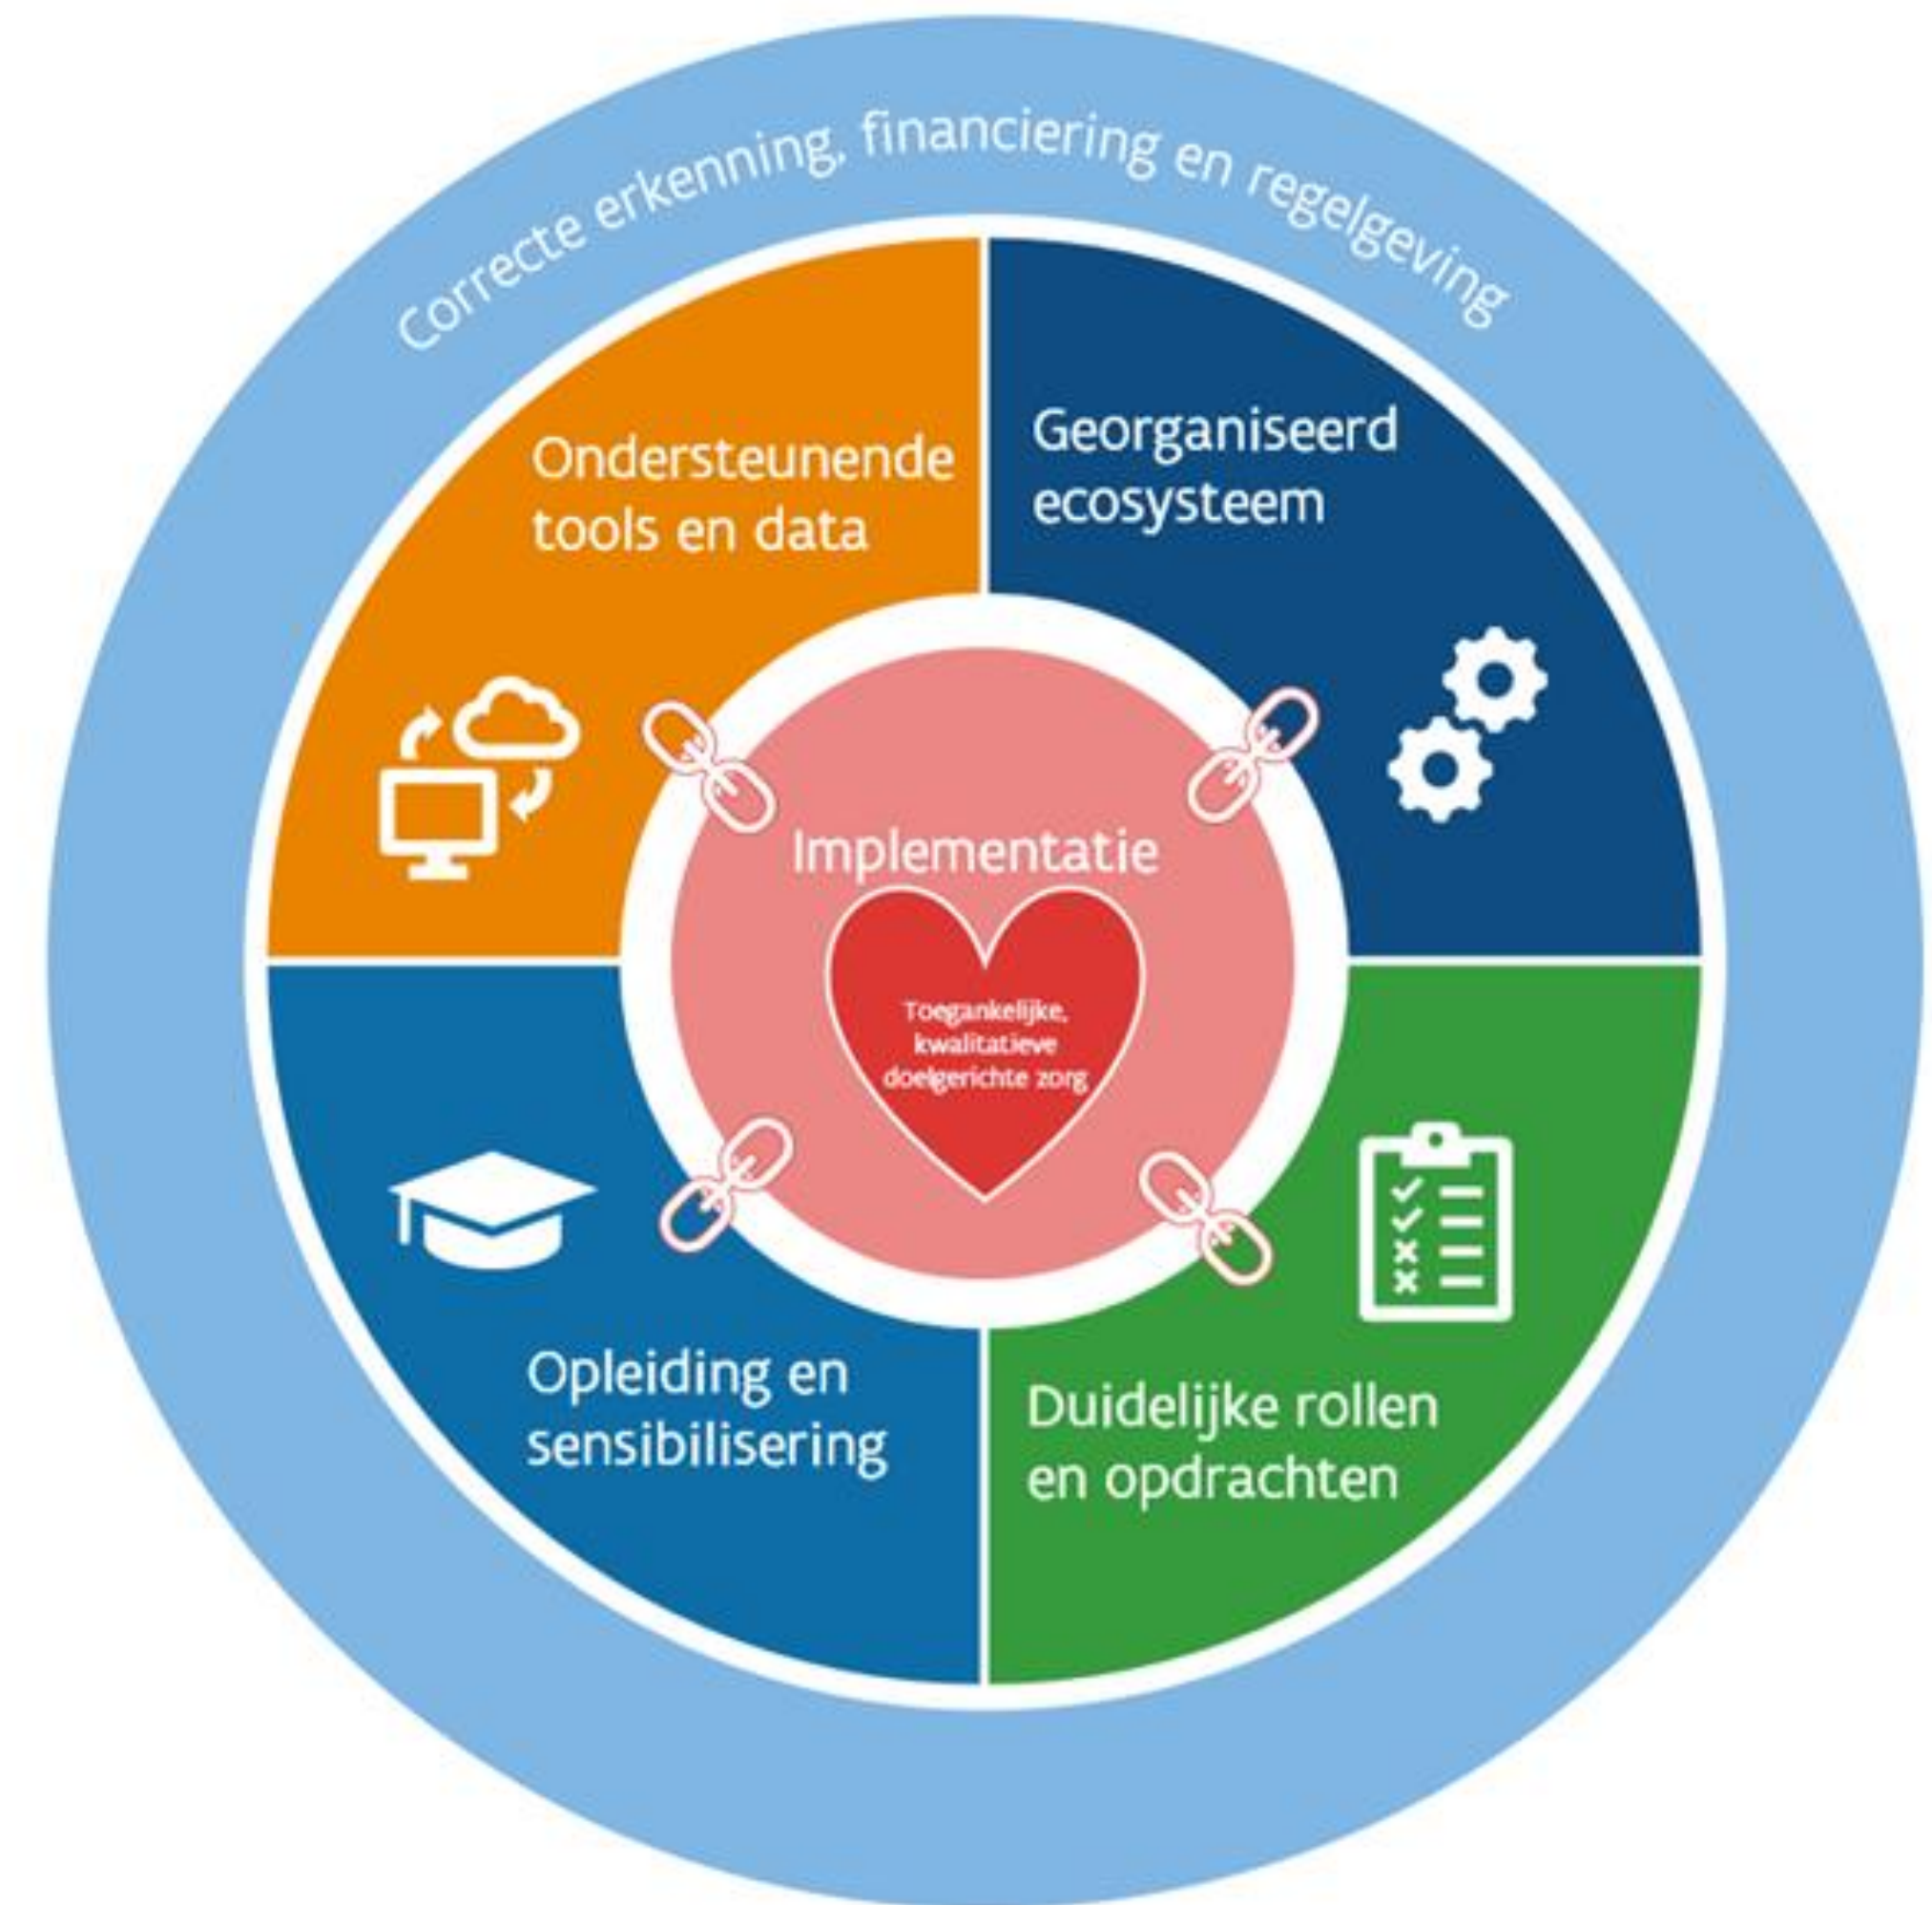 Correcte erkenning, financiering en regelgeving
Ondersteunende
tools en data
Georganiseerd
ecosysteem
Implementatie
Toegankelijke,
kwalitatieve
doelgerichte zorg
Opleiding en
sensibilisering
Duidelijke rollen
en opdrachten